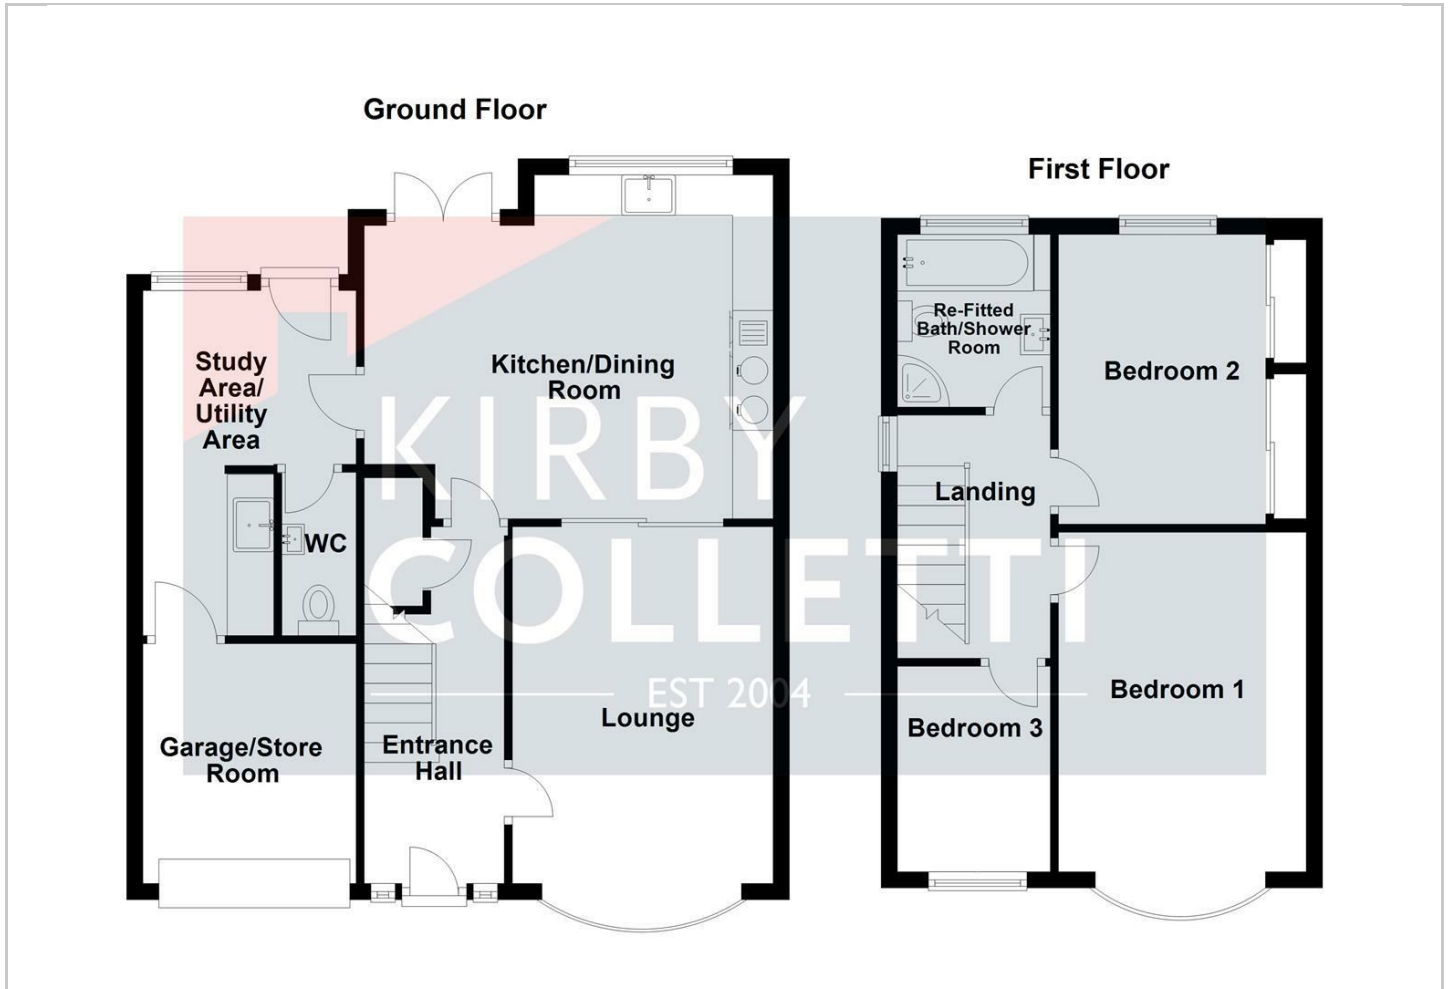 Ground Floor
First Floor
Study
Area/
Utility
Area
Kitchen/Dining
Room
Re-Fitted
Bath/Shower
Room
Bedroom 2
KIRBY
Landing
WC
COLLETTI
EST 2004
Lounge
Bedroom 1
Bedroom 3
Garage/Store
Room
Entrance
Hall